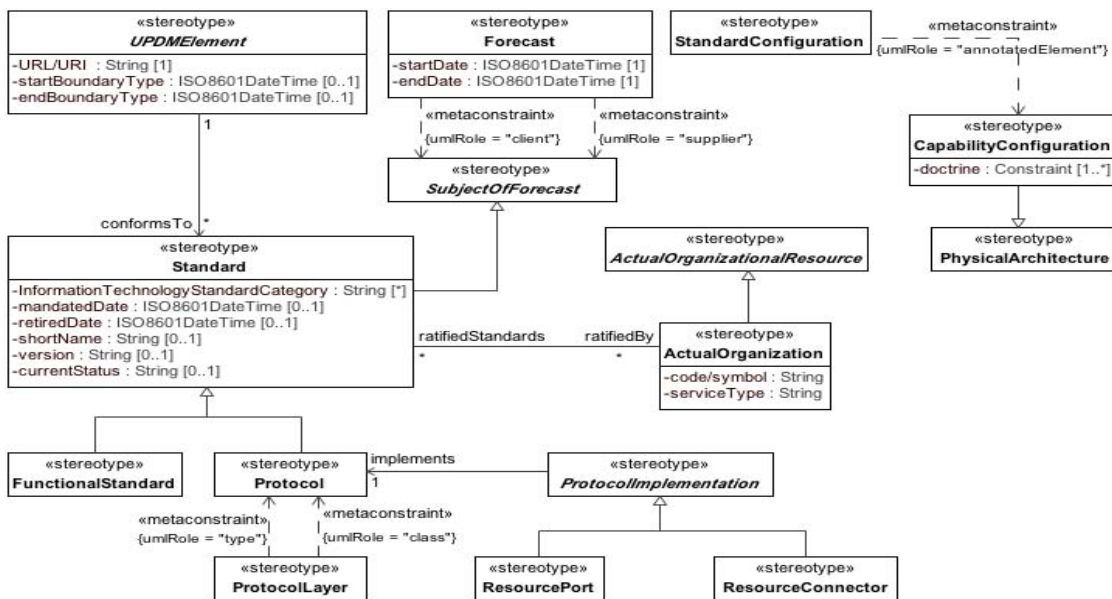 «stereotype»
UPDMElement
-URL/URI : String [1]
-startBoundaryType : ISO8601DateTime [0..1]
-endBoundaryType : ISO8601DateTime [0..1]
1
conformsTo
*
«stereotype»
Forecast
-startDate : ISO8601DateTime [1]
-endDate : ISO8601DateTime [1]
«metaconstraint»
{umlRole = "client"}
«metaconstraint»
{umlRole = "supplier"}
«stereotype»
SubjectOfForecast
«stereotype»
StandardConfiguration
«metaconstraint»
{umlRole = "annotatedElement"}
«stereotype»
CapabilityConfiguration
-doctrine : Constraint [1..*]
«stereotype»
PhysicalArchitecture
«stereotype»
Standard
-InformationTechnologyStandardCategory : String [*]
-mandatedDate : ISO8601DateTime [0..1]
-retiredDate : ISO8601DateTime [0..1]
-shortName : String [0..1]
-version : String [0..1]
-currentStatus : String [0..1]
«stereotype»
ActualOrganizationalResource
ratifiedStandards
*
ratifiedBy
*
«stereotype»
ActualOrganization
-code/symbol : String
-serviceType : String
«stereotype»
FunctionalStandard
«stereotype»
Protocol
implements
1
«stereotype»
ProtocolImplementation
«metaconstraint»
{umlRole = "type"}
«metaconstraint»
{umlRole = "class"}
«stereotype»
ProtocolLayer
«stereotype»
ResourcePort
«stereotype»
ResourceConnector